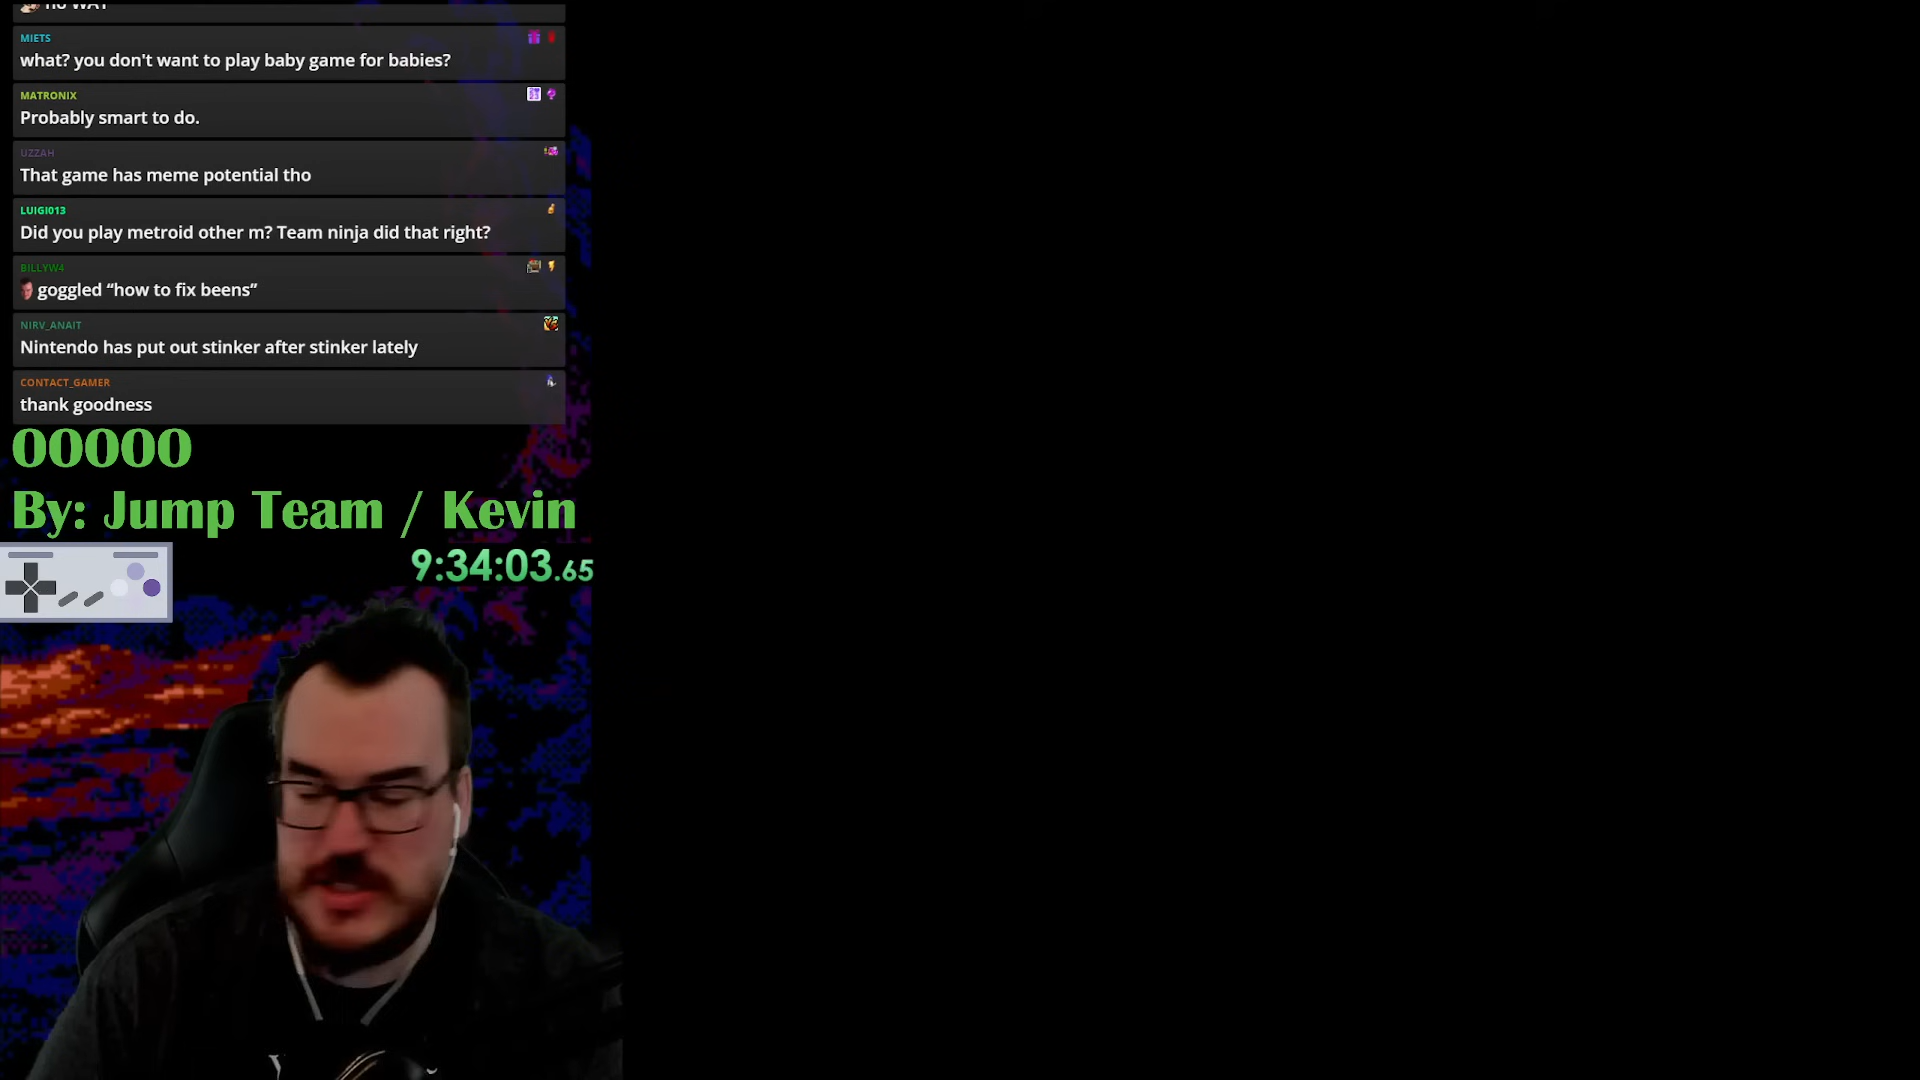 no WAY
MIETS
what? you don't want to play baby game for babies?
MATRONIX
Probably smart to do.
UZZAH
That game has meme potential tho
LUIGI013
Did you play metroid other m? Team ninja did that right?
BILLYW4
goggled “how to fix beens”
NIRV_ANAIT
Nintendo has put out stinker after stinker lately
CONTACT_GAMER
thank goodness
00000
By: Jump Team / Kevin
9:34:03.65